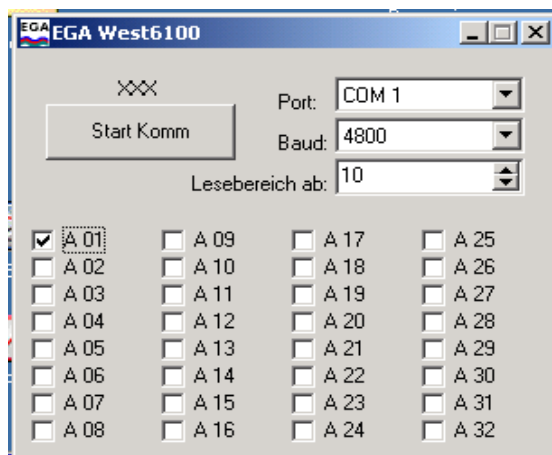 EGA EGA West6100
XXX
Start Komm
Port: COM 1
Baud: 4800
Lesebereich ab: 10
A 01 A 09 A 17 A 25
A 02 A 10 A 18 A 26
A 03 A 11 A 19 A 27
A 04 A 12 A 20 A 28
A 05 A 13 A 21 A 29
A 06 A 14 A 22 A 30
A 07 A 15 A 23 A 31
A 08 A 16 A 24 A 32